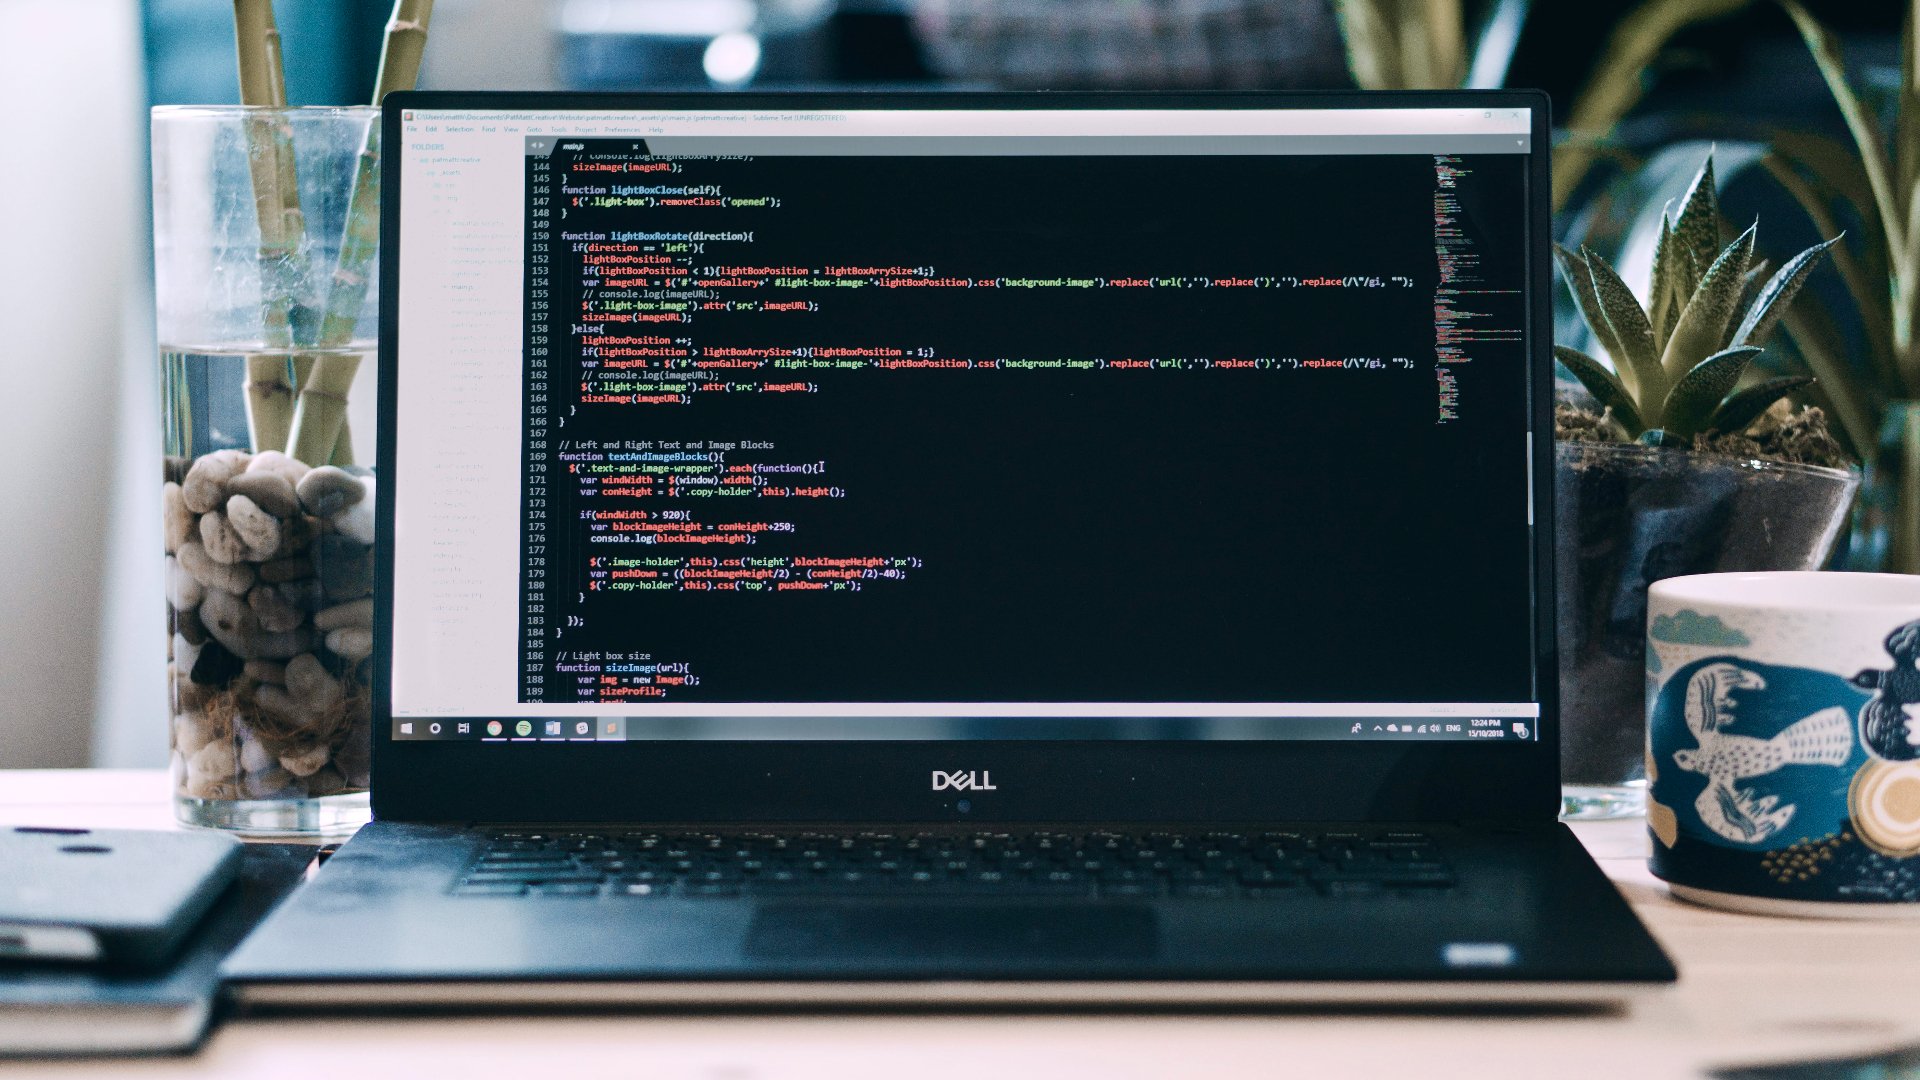 C:\Users\matth\Documents\PatMattCreative\Website\patmattcreative\_assets\js\main.js (patmattcreative) - Sublime Text (UNREGISTERED)
File Edit Selection Find View Goto Tools Project Preferences Help
FOLDERS
patmattcreative
main.js
143 // console.log(lightBoxArrySize);
144 sizeImage(imageURL);
145 }
146 function lightBoxClose(self){
147 $('.light-box').removeClass('opened');
148 }
149
150 function lightBoxRotate(direction){
151 if(direction == 'left'){
152 lightBoxPosition --;
153 if(lightBoxPosition < 1){lightBoxPosition = lightBoxArrySize+1;}
154 var imageURL = $('#'+openGallery+' #light-box-image-'+lightBoxPosition).css('background-image').replace('url(','').replace(')','').replace(/\"/gi, "");
155 // console.log(imageURL);
156 $('.light-box-image').attr('src',imageURL);
157 sizeImage(imageURL);
158 }else{
159 lightBoxPosition ++;
160 if(lightBoxPosition > lightBoxArrySize+1){lightBoxPosition = 1;}
161 var imageURL = $('#'+openGallery+' #light-box-image-'+lightBoxPosition).css('background-image').replace('url(','').replace(')','').replace(/\"/gi, "");
162 // console.log(imageURL);
163 $('.light-box-image').attr('src',imageURL);
164 sizeImage(imageURL);
165 }
166 }
167
168 // Left and Right Text and Image Blocks
169 function textAndImageBlocks(){
170 $('.text-and-image-wrapper').each(function(){
171 var windWidth = $(window).width();
172 var conHeight = $('.copy-holder',this).height();
173
174 if(windWidth > 920){
175 var blockImageHeight = conHeight+250;
176 console.log(blockImageHeight);
177
178 $('.image-holder',this).css('height',blockImageHeight+'px');
179 var pushDown = ((blockImageHeight/2) - (conHeight/2)-40);
180 $('.copy-holder',this).css('top', pushDown+'px');
181 }
182
183 });
184 }
185
186 // Light box size
187 function sizeImage(url){
188 var img = new Image();
189 var sizeProfile;
ENG
12:24 PM
15/10/2018
DELL